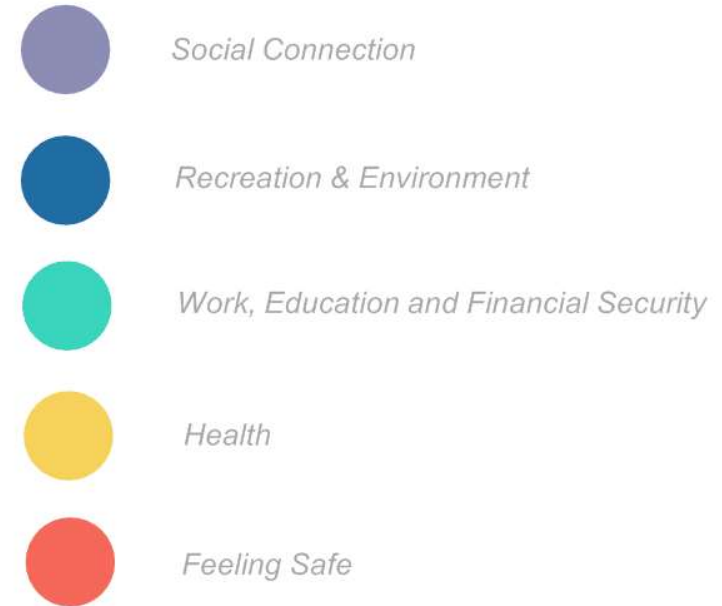 Social Connection
Recreation & Environment
Work, Education and Financial Security
Health
Feeling Safe